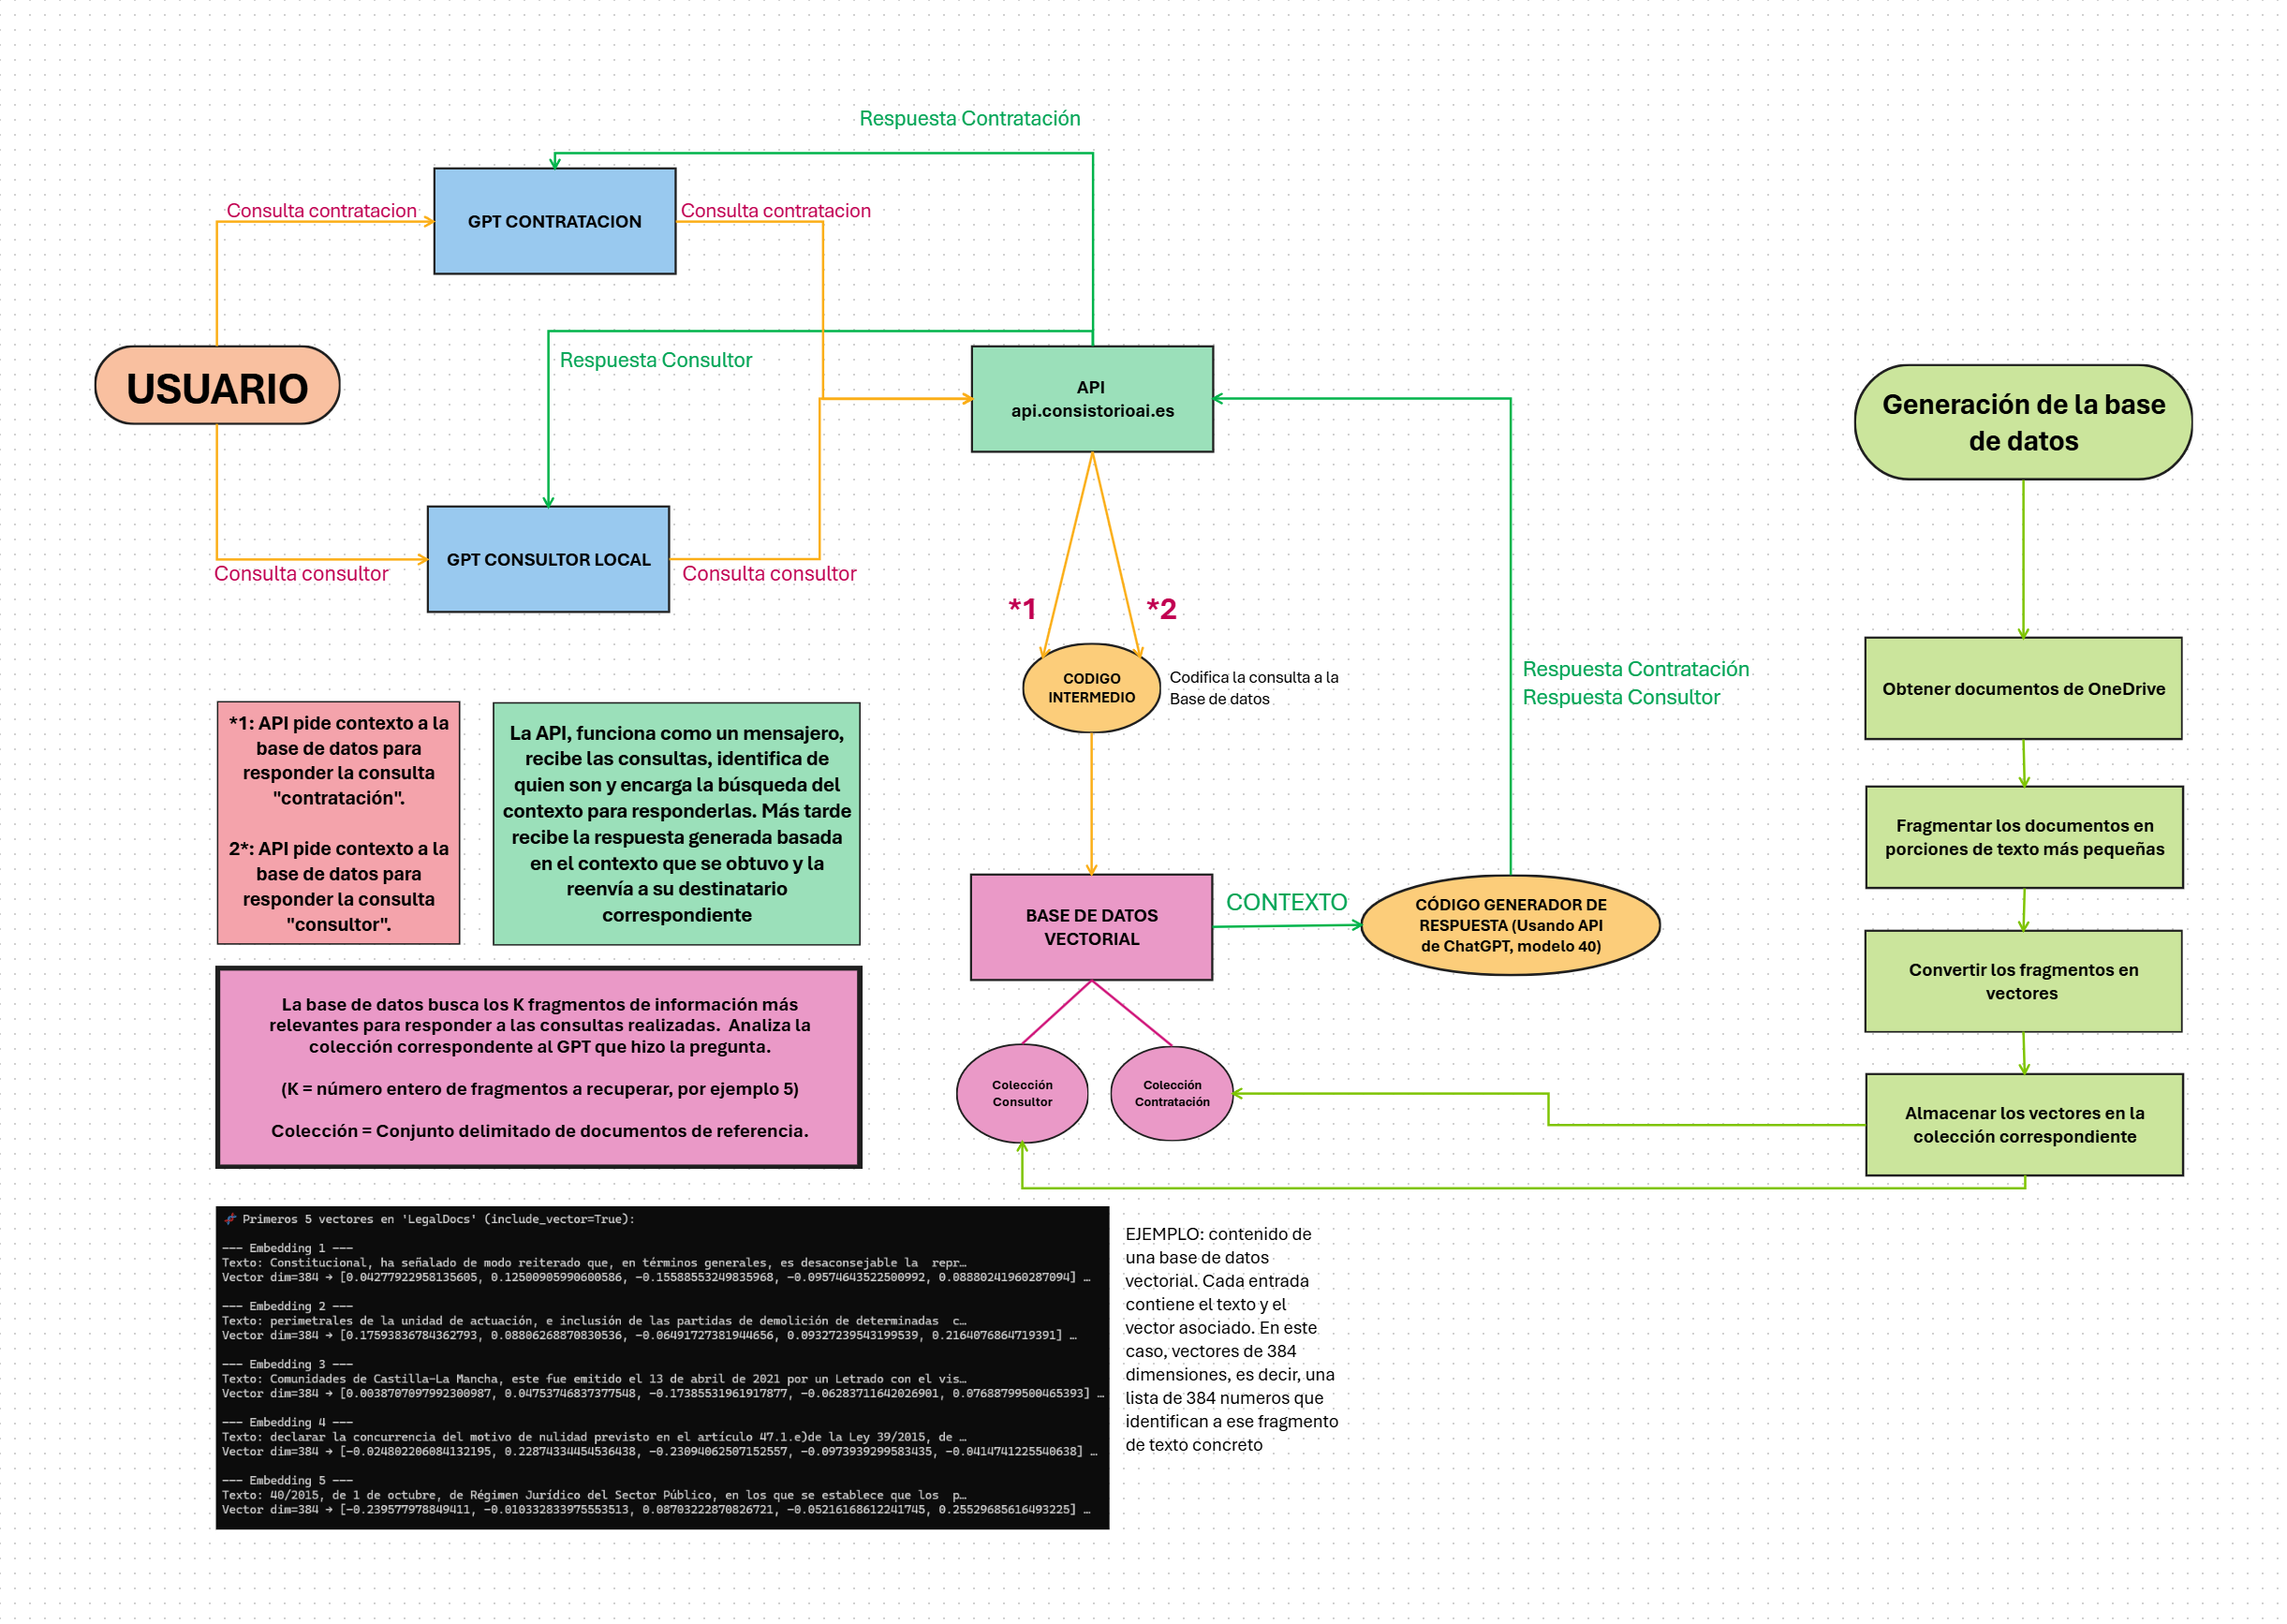 Respuesta Contratación
Consulta contratacion
GPT CONTRATACION
Consulta contratacion
Respuesta Consultor
USUARIO
API
api.consistorioai.es
Generación de la base
de datos
GPT CONSULTOR LOCAL
Consulta consultor
Consulta consultor
*1
*2
CODIGO
INTERMEDIO
Codifica la consulta a la
Base de datos
Respuesta Contratación
Respuesta Consultor
Obtener documentos de OneDrive
*1: API pide contexto a la
base de datos para
responder la consulta
"contratación".
2*: API pide contexto a la
base de datos para
responder la consulta
"consultor".
La API, funciona como un mensajero,
recibe las consultas, identifica de
quien son y encarga la búsqueda del
contexto para responderlas. Más tarde
recibe la respuesta generada basada
en el contexto que se obtuvo y la
reenvía a su destinatario
correspondiente
Fragmentar los documentos en
porciones de texto más pequeñas
BASE DE DATOS
VECTORIAL
CONTEXTO
CÓDIGO GENERADOR DE
RESPUESTA (Usando API
de ChatGPT, modelo 40)
Convertir los fragmentos en
vectores
La base de datos busca los K fragmentos de información más
relevantes para responder a las consultas realizadas.  Analiza la
colección correspondente al GPT que hizo la pregunta.
(K = número entero de fragmentos a recuperar, por ejemplo 5)
Colección = Conjunto delimitado de documentos de referencia.
Colección
Consultor
Colección
Contratación
Almacenar los vectores en la
colección correspondiente
Primeros 5 vectores en 'LegalDocs' (include_vector=True):
--- Embedding 1 ---
Texto: Constitucional, ha señalado de modo reiterado que, en términos generales, es desaconsejable la  repr…
Vector dim=384 → [0.04277922958135605, 0.12500905990600586, -0.15588553249835968, -0.09574643522500992, 0.08880241960287094] …
--- Embedding 2 ---
Texto: perimetrales de la unidad de actuación, e inclusión de las partidas de demolición de determinadas  c…
Vector dim=384 → [0.17593836784362793, 0.08806268870830536, -0.06491727381944656, 0.09327239543199539, 0.2164076864719391] …
--- Embedding 3 ---
Texto: Comunidades de Castilla-La Mancha, este fue emitido el 13 de abril de 2021 por un Letrado con el vis…
Vector dim=384 → [0.0038707097992300987, 0.04753746837377548, -0.17385531961917877, -0.06283711642026901, 0.07688799500465393] …
--- Embedding 4 ---
Texto: declarar la concurrencia del motivo de nulidad previsto en el artículo 47.1.e)de la Ley 39/2015, de …
Vector dim=384 → [-0.024802206084132195, 0.22874334454536438, -0.23094062507152557, -0.0973939299583435, -0.0414741225540638] …
--- Embedding 5 ---
Texto: 40/2015, de 1 de octubre, de Régimen Jurídico del Sector Público, en los que se establece que los  p…
Vector dim=384 → [-0.239577978849411, -0.010332833975553513, 0.08703222870826721, -0.05216168612241745, 0.25529685616493225] …
EJEMPLO: contenido de
una base de datos
vectorial. Cada entrada
contiene el texto y el
vector asociado. En este
caso, vectores de 384
dimensiones, es decir, una
lista de 384 numeros que
identifican a ese fragmento
de texto concreto